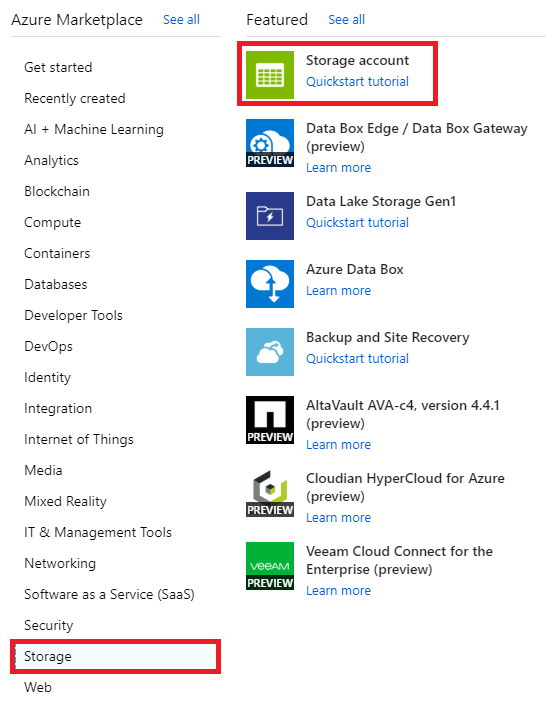 Azure Marketplace See all
Get started
Recently created
AI + Machine Learning
Analytics
Blockchain
Compute
Containers
Databases
Developer Tools
DevOps
Identity
Integration
Internet of Things
Media
Mixed Reality
IT & Management Tools
Networking
Software as a Service (SaaS)
Security
Storage
Web
Featured See all
Storage account
Quickstart tutorial
PREVIEW
Data Box Edge / Data Box Gateway
(preview)
Learn more
Data Lake Storage Gen1
Quickstart tutorial
Azure Data Box
Learn more
Backup and Site Recovery
Quickstart tutorial
PREVIEW
AltaVault AVA-c4, version 4.4.1
(preview)
Learn more
PREVIEW
Cloudian HyperCloud for Azure
(preview)
Learn more
veeAM
PREVIEW
Veeam Cloud Connect for the
Enterprise (preview)
Learn more